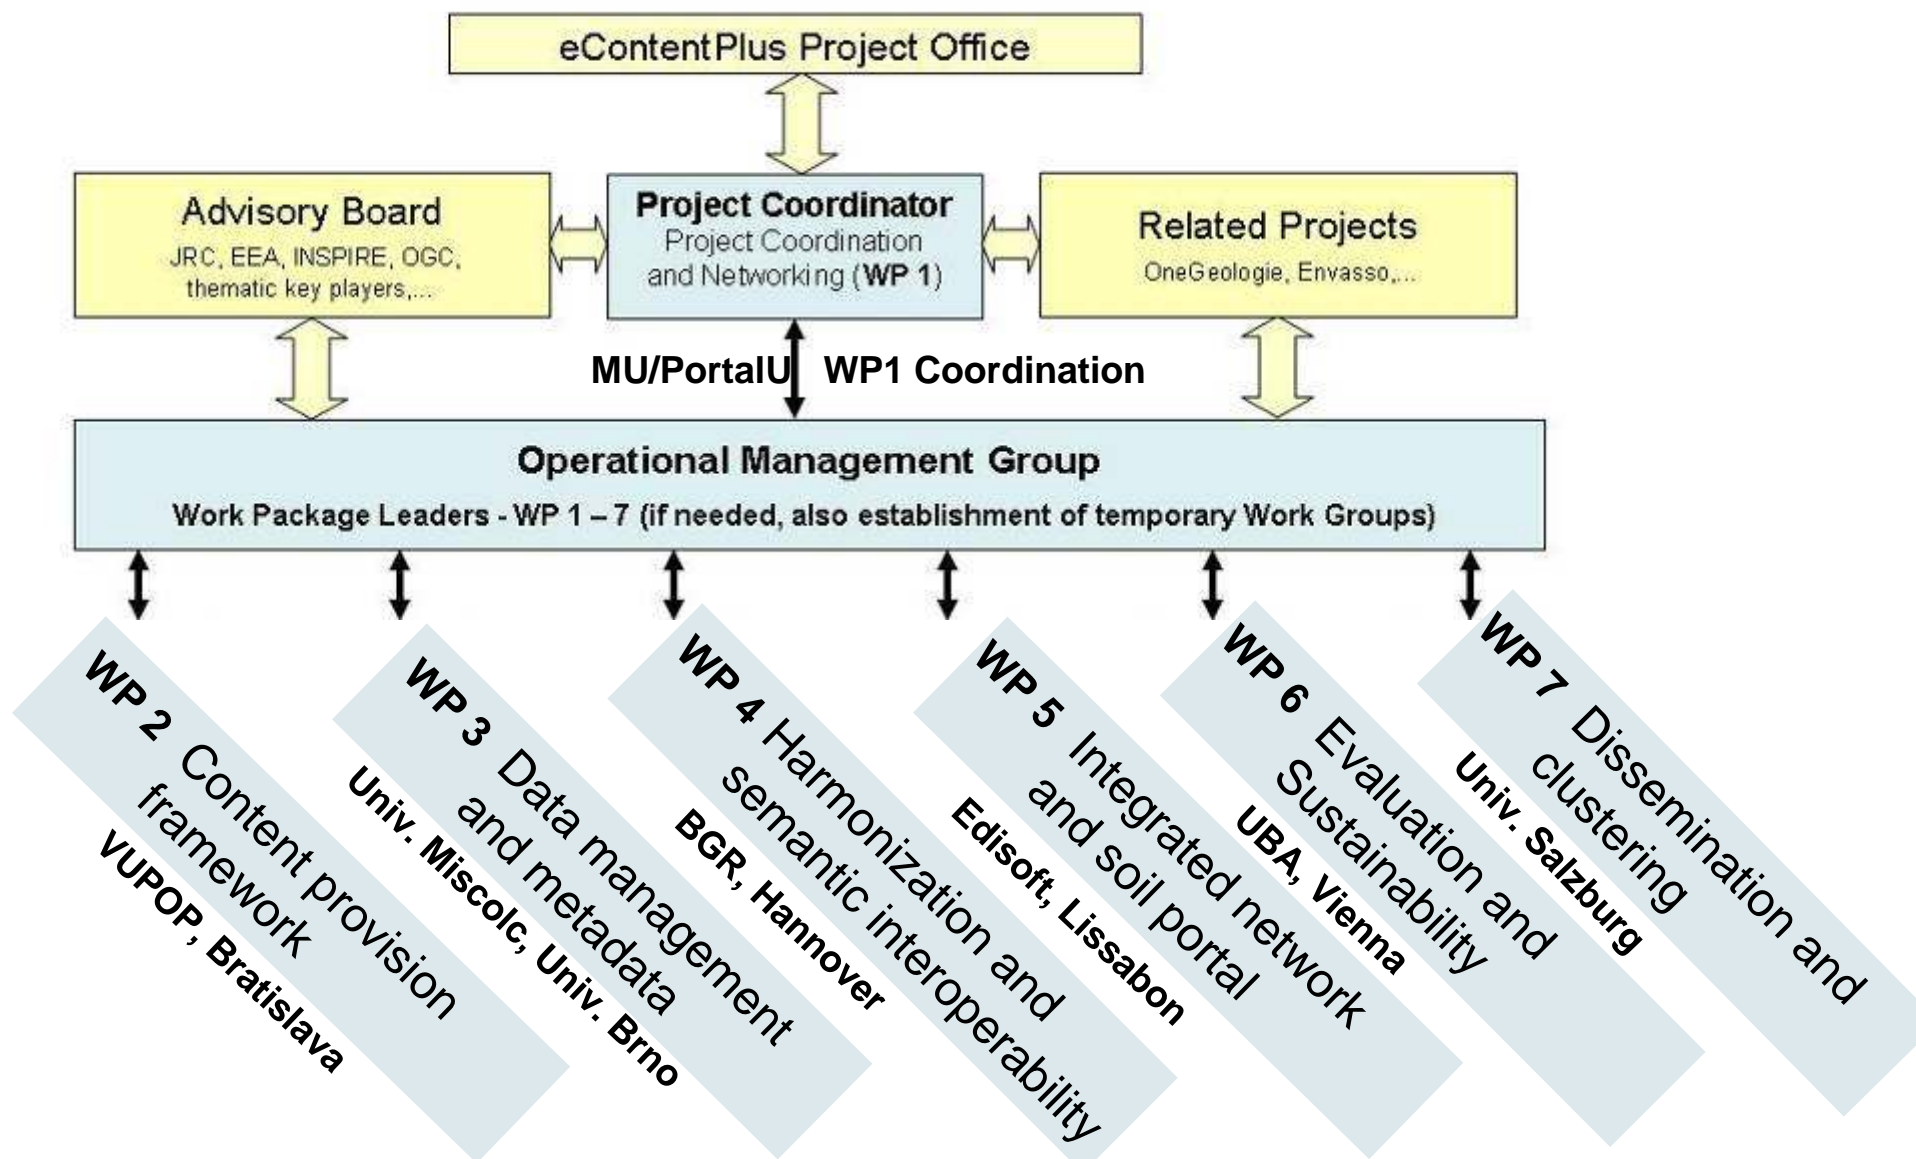 eContentPlus Project Office
Advisory Board
JRC, EEA, INSPIRE, OGC,
thematic key players,...
Project Coordinator
Project Coordination
and Networking (WP 1)
Related Projects
OneGeologie, Envasso,...
MU/PortalU WP1 Coordination
Operational Management Group
Work Package Leaders - WP 1 – 7 (if needed, also establishment of temporary Work Groups)
WP 2 Content provision
framework
VUPOP, Bratislava
WP 3 Data management
and metadata
Univ. Miscolc, Univ. Brno
WP 4 Harmonization and
semantic interoperability
BGR, Hannover
WP 5 Integrated network
and soil portal
Edisoft, Lissabon
WP 6 Evaluation and
Sustainability
UBA, Vienna
WP 7 Dissemination and
clustering
Univ. Salzburg